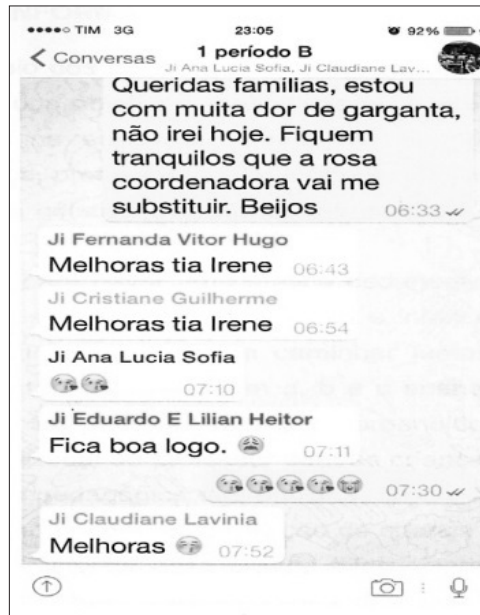 TIM 3G 23:05 92%
Conversas 1 período B
Ji Ana Lucia Sofia, Ji Claudiane Lav...
Queridas familias, estou
com muita dor de garganta,
não irei hoje. Fiquem
tranquilos que a rosa
coordenadora vai me
substituir. Beijos 06:33
Ji Fernanda Vitor Hugo
Melhoras tia Irene 06:43
Ji Cristiane Guilherme
Melhoras tia Irene 06:54
Ji Ana Lucia Sofia
😘😘 07:10
Ji Eduardo E Lilian Heitor
Fica boa logo. 😩 07:11
😘😘😘😘😭 07:30
Ji Claudiane Lavinia
Melhoras 😘 07:52